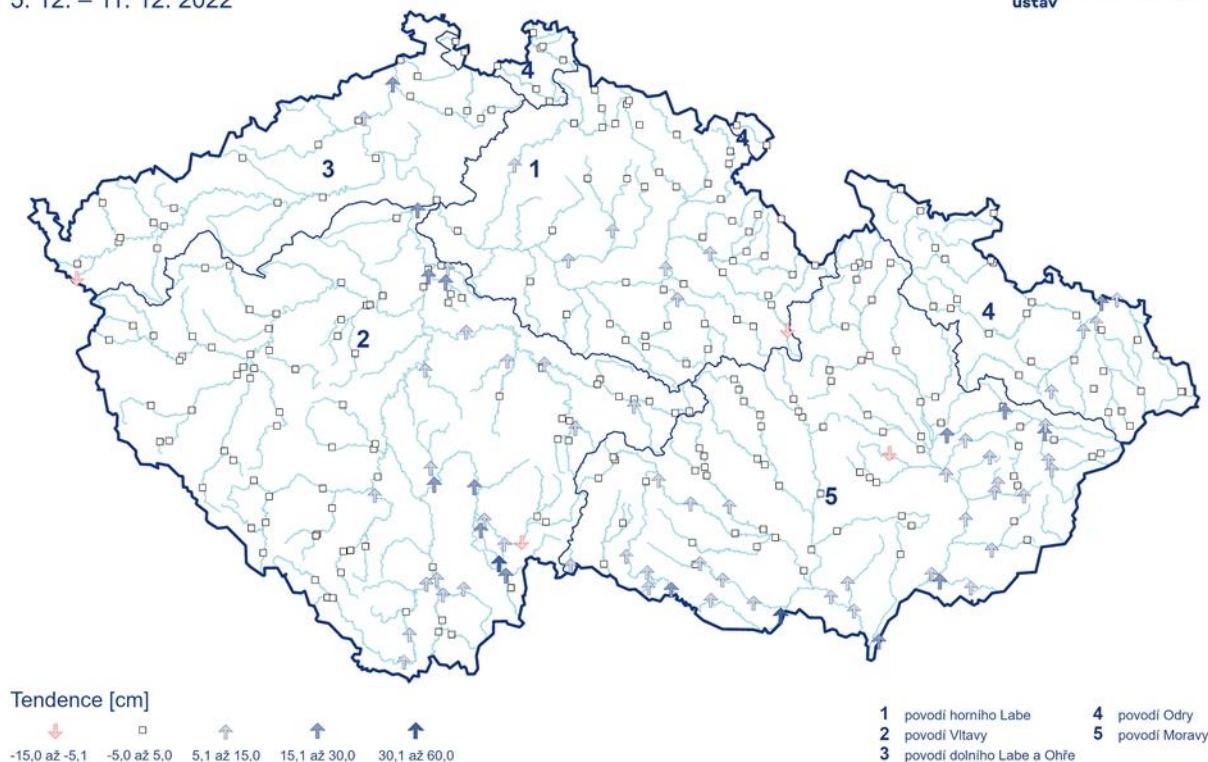 5. 12. – 11. 12. 2022
ústav
4
4
3
1
4
2
5
Tendence [cm]
-15,0 až -5,1
-5,0 až 5,0
5,1 až 15,0
15,1 až 30,0
30,1 až 60,0
1 povodí horního Labe
2 povodí Vltavy
3 povodí dolního Labe a Ohře
4 povodí Odry
5 povodí Moravy